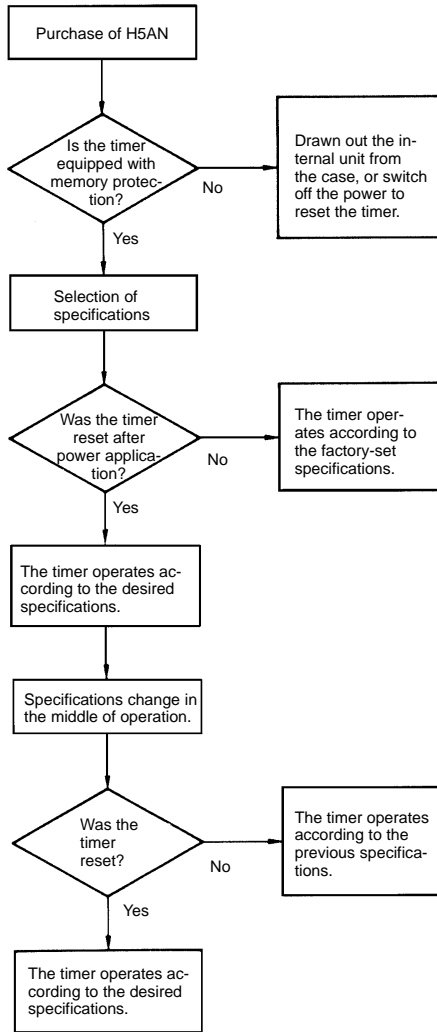 Purchase of H5AN
Is the timer
equipped with
memory protec-
tion?
No
Drawn out the in-
ternal unit from
the case, or switch
off the power to
reset the timer.
Yes
Selection of
specifications
Was the timer
reset after
power applica-
tion?
No
The timer oper-
ates according to
the factory-set
specifications.
Yes
The timer operates ac-
cording to the desired
specifications.
Specifications change in
the middle of operation.
Was the
timer
reset?
No
The timer operates
according to the
previous specifica-
tions.
Yes
The timer operates ac-
cording to the desired
specifications.